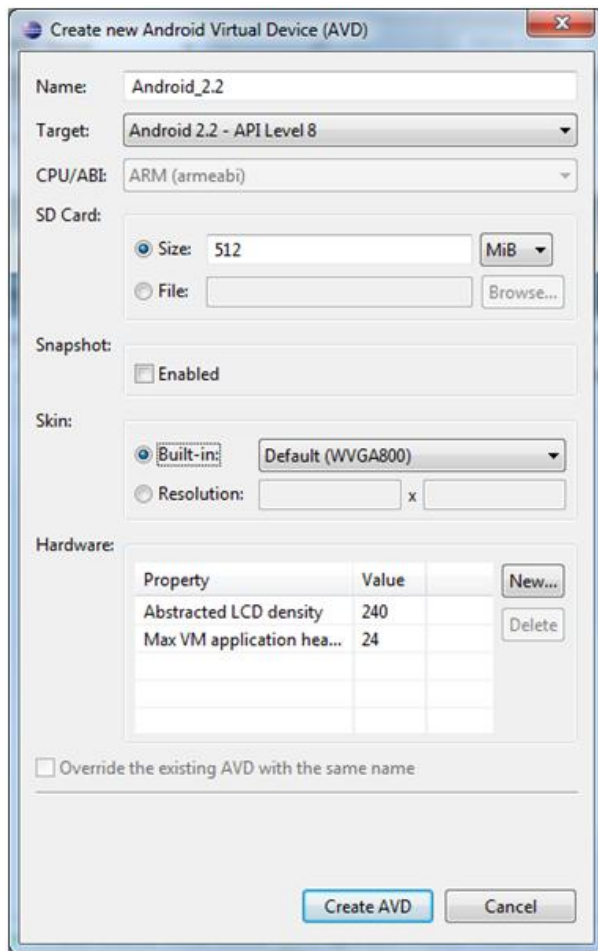 Create new Android Virtual Device (AVD)
Name: Android_2.2
Target: Android 2.2 - API Level 8
CPU/ABI: ARM (armeabi)
SD Card:
Size: 512 MiB
File: Browse...
Snapshot:
Enabled
Skin:
Built-in: Default (WVGA800)
Resolution: x
Hardware:
Property Value New...
Abstracted LCD density 240 Delete
Max VM application hea... 24
Override the existing AVD with the same name
Create AVD Cancel